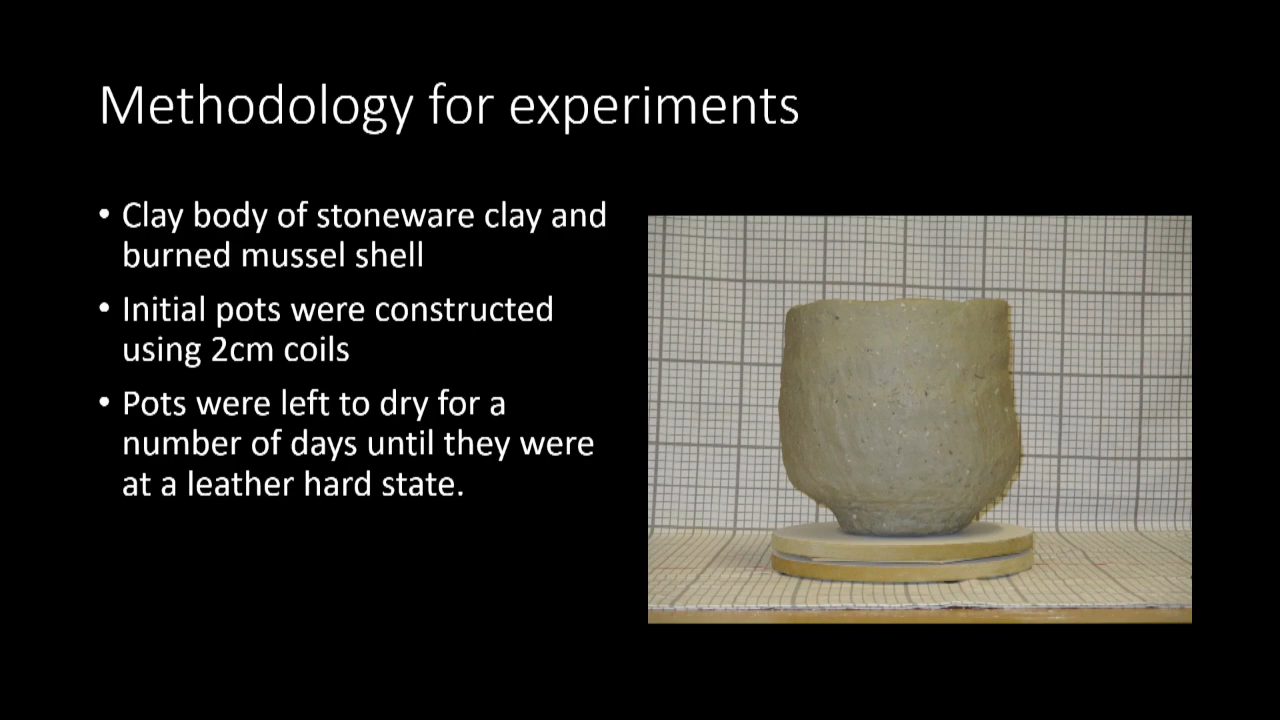 Methodology for experiments
• Clay body of stoneware clay and
burned mussel shell
• Initial pots were constructed
using 2cm coils
• Pots were left to dry for a
number of days until they were
at a leather hard state.